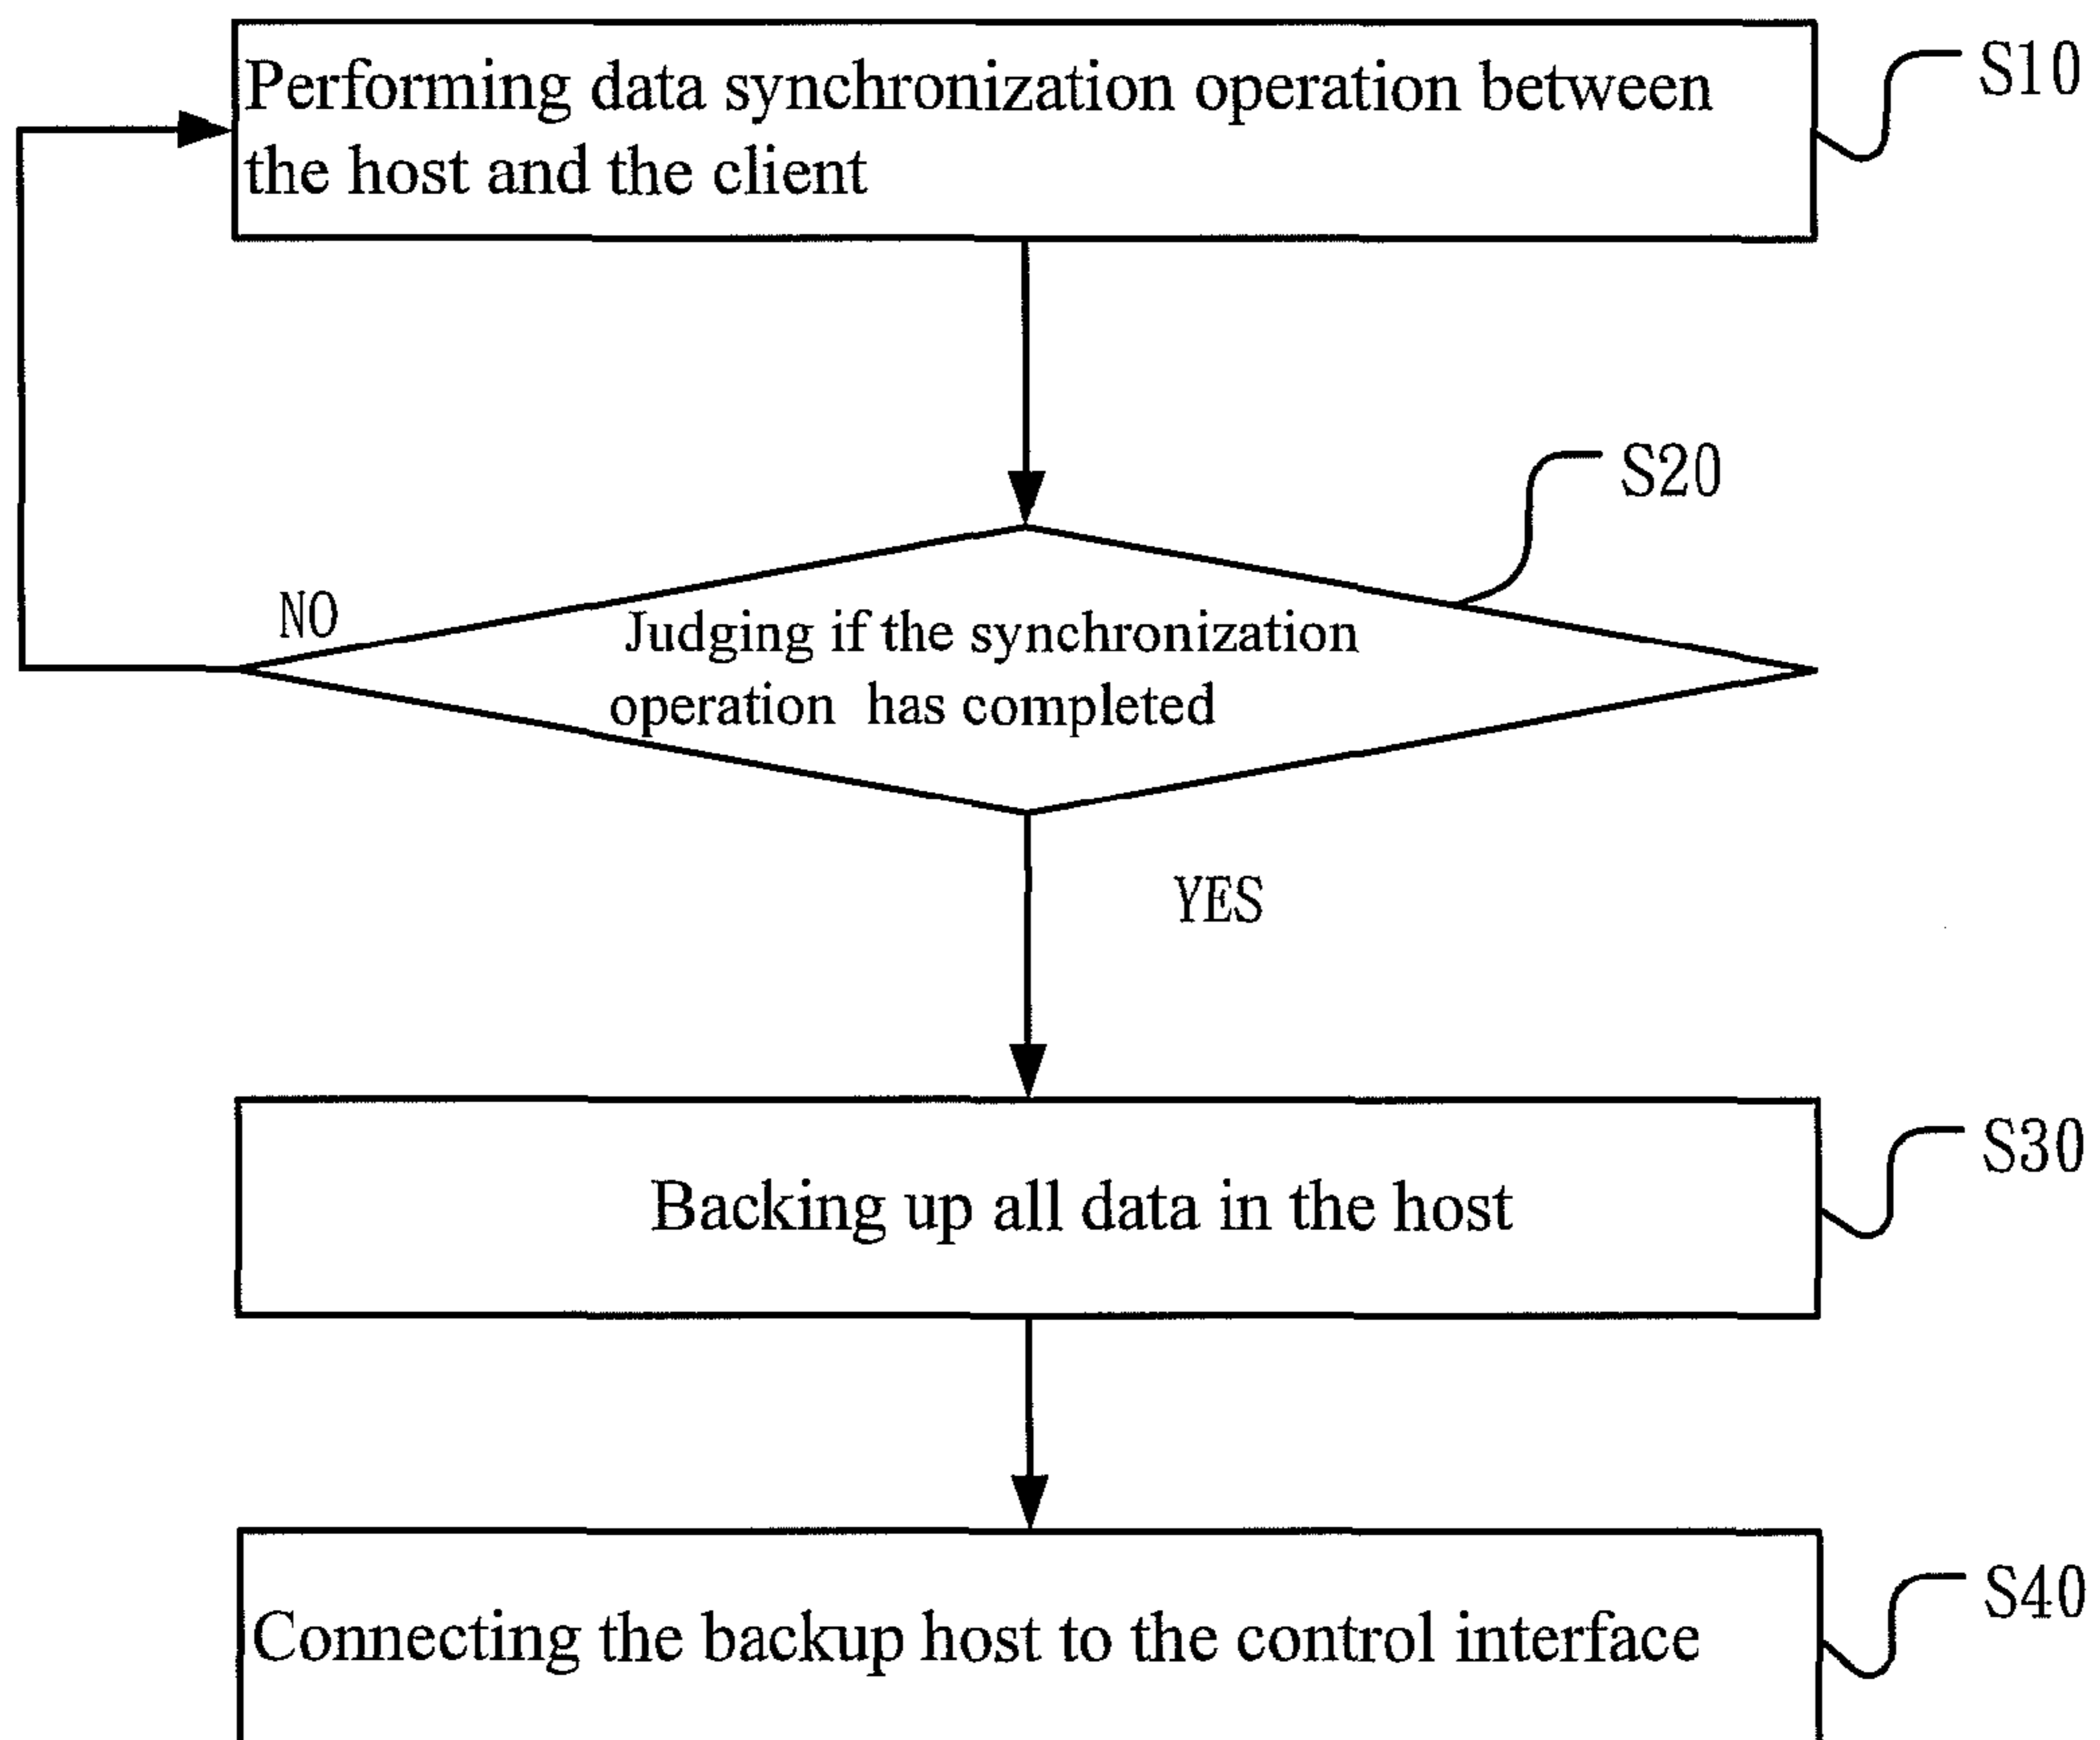 Performing data synchronization operation between
the host and the client
S10
S20
NO
Judging if the synchronization
operation has completed
YES
Backing up all data in the host
S30
Connecting the backup host to the control interface
S40